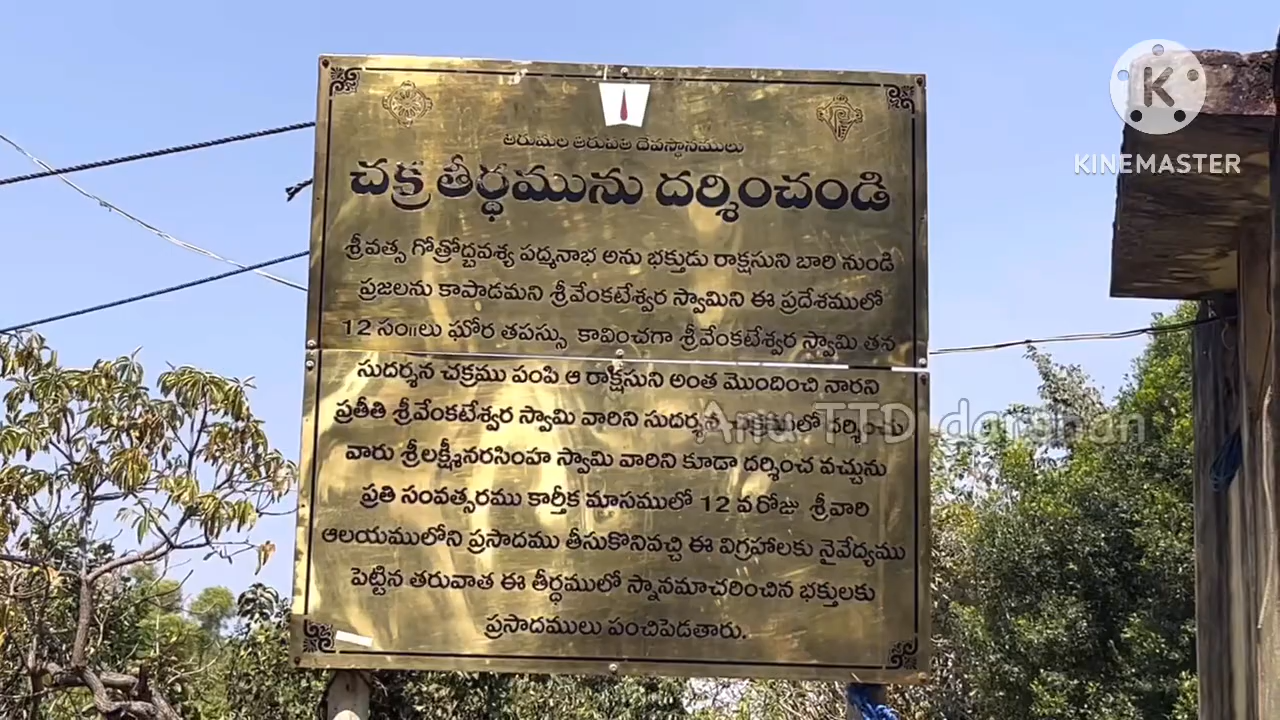 తిరుమల తిరుపతి దేవస్థానములు
చక్ర తీర్థమును దర్శించండి
శ్రీవత్స గోత్రోద్భవశ్య పద్మనాభ అను భక్తుడు రాక్షసుని బారి నుండి
ప్రజలను కాపాడమని శ్రీవేంకటేశ్వర స్వామిని ఈ ప్రదేశములో
12 సం॥లు ఘోర తపస్సు కావించగా శ్రీవేంకటేశ్వర స్వామి తన
సుదర్శన చక్రము పంపి ఆ రాక్షసుని అంత మొందించి నారని
ప్రతీతి శ్రీవేంకటేశ్వర స్వామి వారిని సుదర్శన చక్రములో దర్శించు
వారు శ్రీలక్ష్మీనరసింహ స్వామి వారిని కూడా దర్శించ వచ్చును
ప్రతి సంవత్సరము కార్తీక మాసములో 12 వ రోజు శ్రీవారి
ఆలయములోని ప్రసాదము తీసుకొనివచ్చి ఈ విగ్రహాలకు నైవేద్యము
పెట్టిన తరువాత ఈ తీర్థములో స్నానమాచరించిన భక్తులకు
ప్రసాదములు పంచిపెడతారు.
K
KINEMASTER
Anu TTD darshan